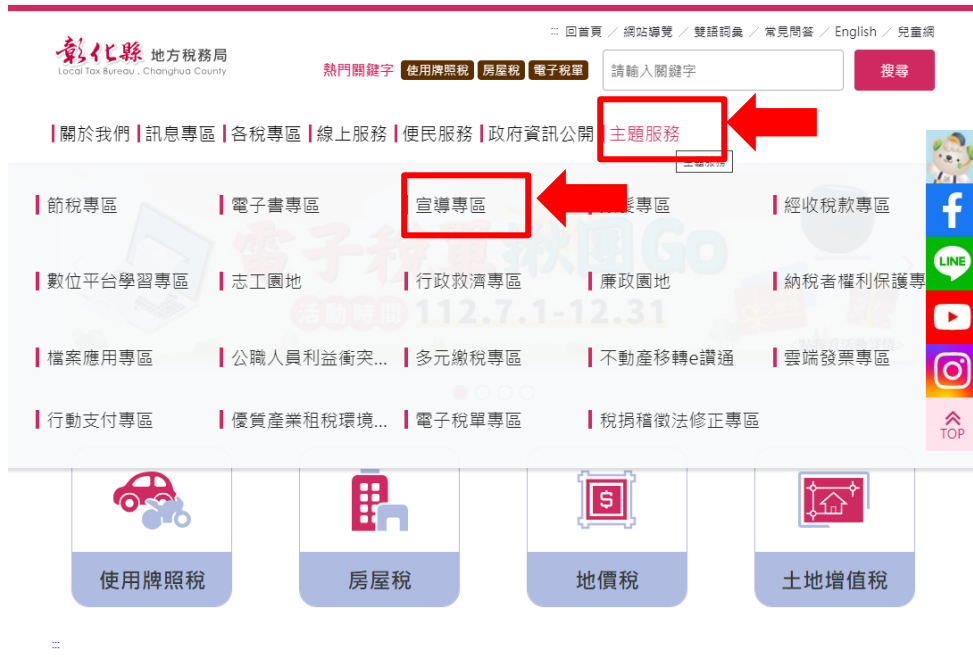 ::: 回首頁 ／ 網站導覽 ／ 雙語詞彙 ／ 常見問答 ／ English ／ 兒童網
彰化縣 地方稅務局
Local Tax Bureau . Changhua County
熱門關鍵字 使用牌照稅 房屋稅 電子稅單 請輸入關鍵字 搜尋
關於我們 訊息專區 各稅專區 線上服務 便民服務 政府資訊公開 主題服務
主題服務
節稅專區 電子書專區 宣導專區 專區 經收稅款專區
電子稅單揪團Go
數位平台學習專區 志工園地 行政救濟專區 廉政園地 納稅者權利保護專
活動時間 112.7.1-12.31
檔案應用專區 公職人員利益衝突... 多元繳稅專區 不動產移轉e讚通 雲端發票專區
行動支付專區 優質產業租稅環境... 電子稅單專區 稅捐稽徵法修正專區
f
LINE
TOP
使用牌照稅 房屋稅 地價稅 土地增值稅
:::